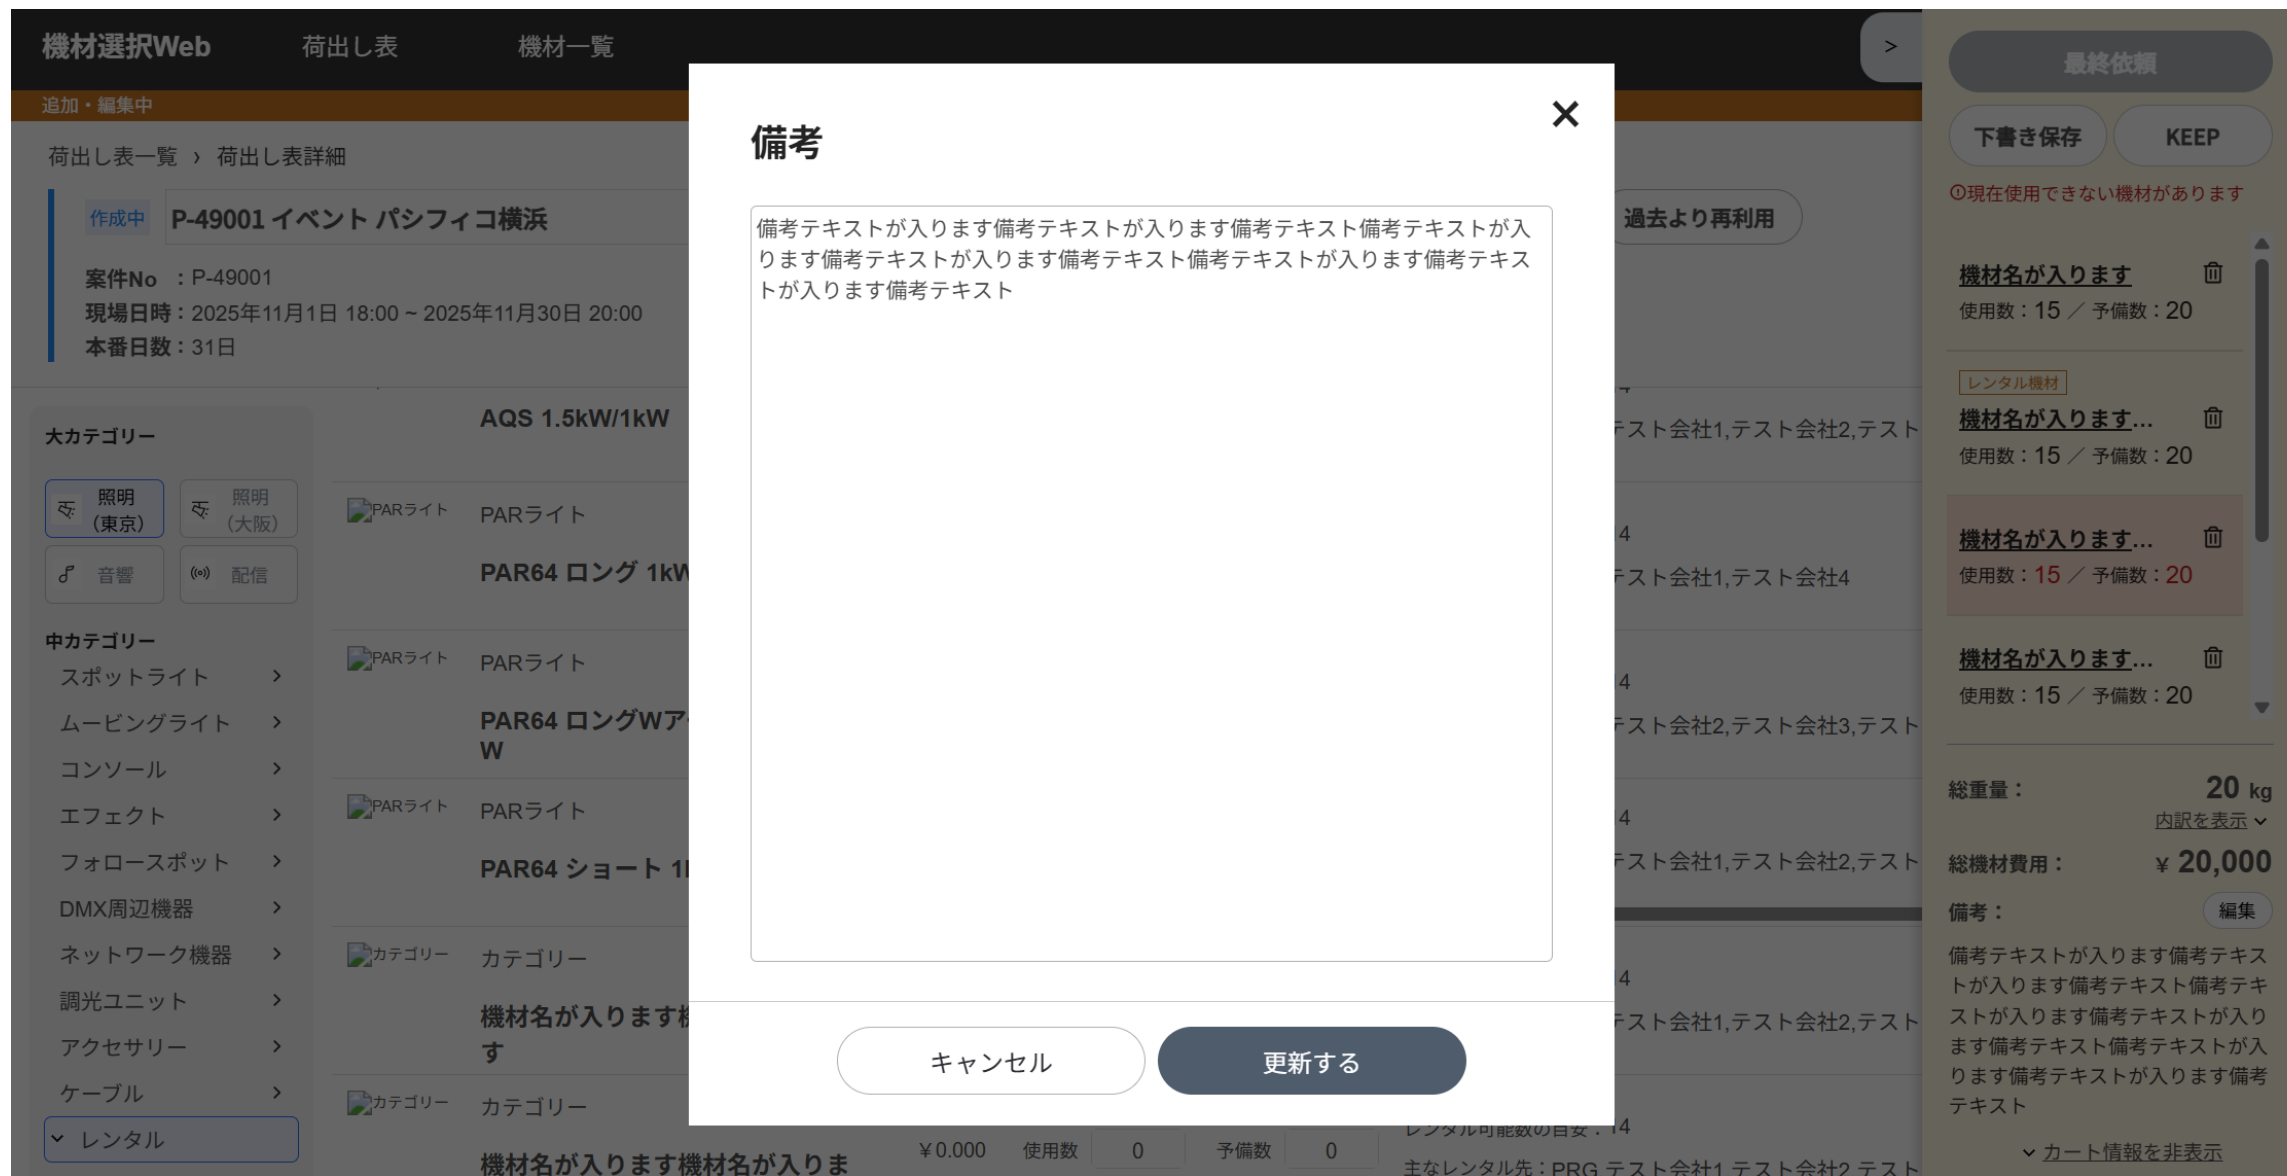 機材選択Web
荷出し表
機材一覧
>
追加・編集中
荷出し表一覧 › 荷出し表詳細
作成中
P-49001 イベント パシフィコ横浜
過去より再利用
案件No ：P-49001
現場日時：2025年11月1日 18:00 ~ 2025年11月30日 20:00
本番日数：31日
大カテゴリー
照明
（東京）
照明
（大阪）
音響
配信
中カテゴリー
スポットライト
ムービングライト
コンソール
エフェクト
フォロースポット
DMX周辺機器
ネットワーク機器
調光ユニット
アクセサリー
ケーブル
レンタル
AQS 1.5kW/1kW
テスト会社1,テスト会社2,テスト
PARライト
PARライト
PAR64 ロング 1kW
14
テスト会社1,テスト会社4
PARライト
PARライト
PAR64 ロングWア
W
14
テスト会社2,テスト会社3,テスト
PARライト
PARライト
PAR64 ショート 1
14
テスト会社1,テスト会社2,テスト
カテゴリー
カテゴリー
機材名が入ります機
す
14
テスト会社1,テスト会社2,テスト
カテゴリー
カテゴリー
機材名が入ります機材名が入りま
￥0.000
使用数
0
予備数
0
レンタル可能数の目安：14
主なレンタル先：PRG テスト会社1 テスト会社2 テスト
備考
備考テキストが入ります備考テキストが入ります備考テキスト備考テキストが入
ります備考テキストが入ります備考テキスト備考テキストが入ります備考テキス
トが入ります備考テキスト
キャンセル
更新する
最終依頼
下書き保存
KEEP
現在使用できない機材があります
機材名が入ります
使用数：15 ／ 予備数：20
レンタル機材
機材名が入ります...
使用数：15 ／ 予備数：20
機材名が入ります...
使用数：15 ／ 予備数：20
機材名が入ります...
使用数：15 ／ 予備数：20
総重量：
20 kg
内訳を表示
総機材費用：
￥ 20,000
備考：
編集
備考テキストが入ります備考テキス
トが入ります備考テキスト備考テキ
ストが入ります備考テキストが入り
ます備考テキスト備考テキストが入
ります備考テキストが入ります備考
テキスト
カート情報を非表示